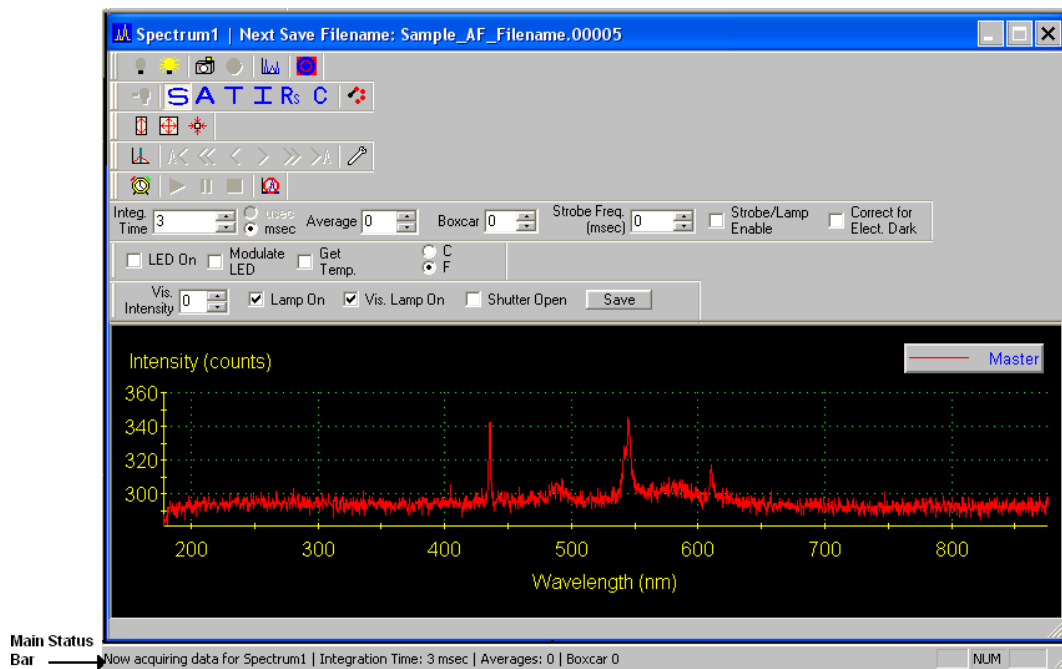 Spectrum1 | Next Save Filename: Sample_AF_Filename.00005
S A T I Rs C
A< << < > >> >A
Integ. Time 3 usec msec Average 0 Boxcar 0 Strobe Freq. (msec) 0 Strobe/Lamp Enable Correct for Elect. Dark
LED On Modulate LED Get Temp. C F
Vis. Intensity 0 Lamp On Vis. Lamp On Shutter Open Save
Intensity (counts)
Master
360
340
320
300
200 300 400 500 600 700 800
Wavelength (nm)
Main Status Bar
Now acquiring data for Spectrum1 | Integration Time: 3 msec | Averages: 0 | Boxcar 0
NUM